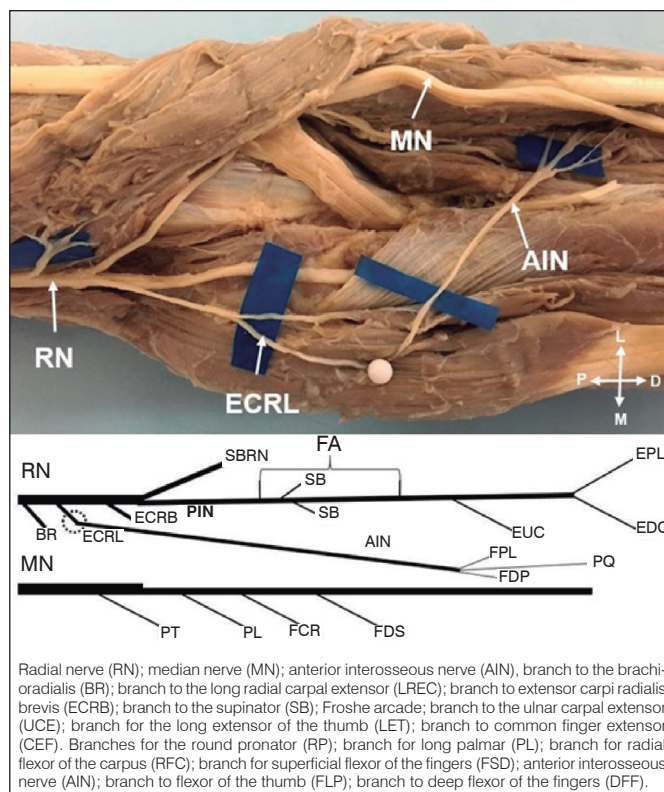 MN
AIN
RN
ECRL
L
P D
M
FA
SBRN
EPL
RN
SB
PIN
SB
ECRB
BR
ECRL
EUC
EDC
AIN
FPL
PQ
MN
FDP
PT
PL
FCR
FDS
Radial nerve (RN); median nerve (MN); anterior interosseous nerve (AIN), branch to the brachi-
oradialis (BR); branch to the long radial carpal extensor (LREC); branch to extensor carpi radialis
brevis (ECRB); branch to the supinator (SB); Froshe arcade; branch to the ulnar carpal extensor
(UCE); branch for the long extensor of the thumb (LET); branch to common finger extensor
(CEF). Branches for the round pronator (RP); branch for long palmar (PL); branch for radial
flexor of the carpus (RFC); branch for superficial flexor of the fingers (FSD); anterior interosseous
nerve (AIN); branch to flexor of the thumb (FLP); branch to deep flexor of the fingers (DFF).